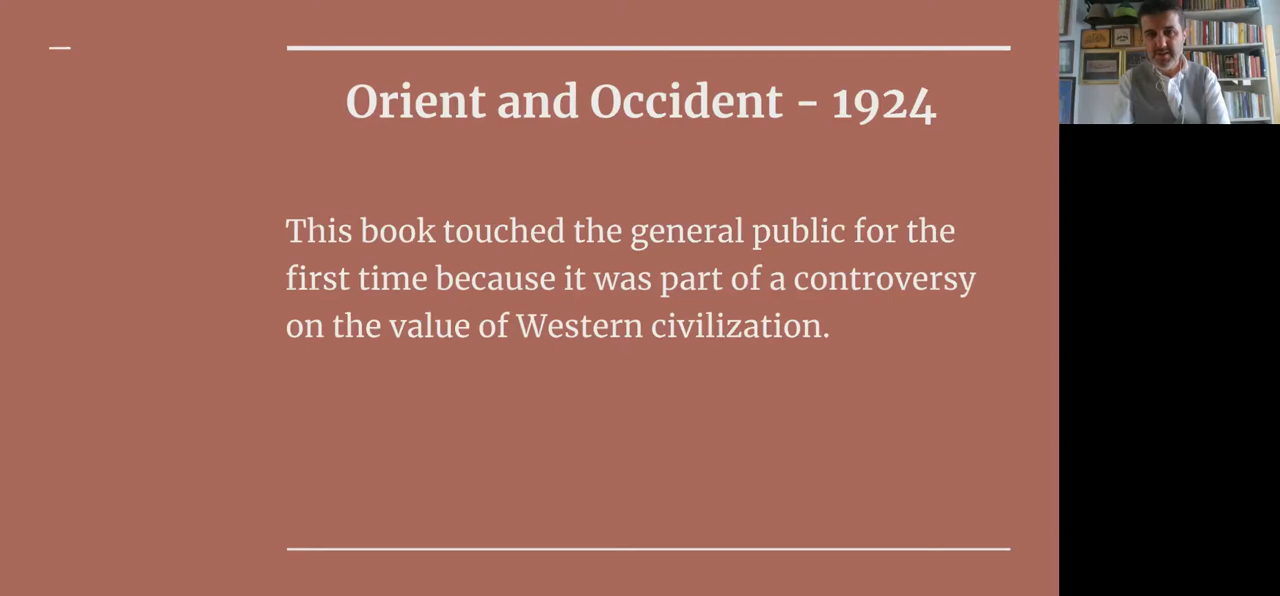 Orient and Occident - 1924
This book touched the general public for the
first time because it was part of a controversy
on the value of Western civilization.